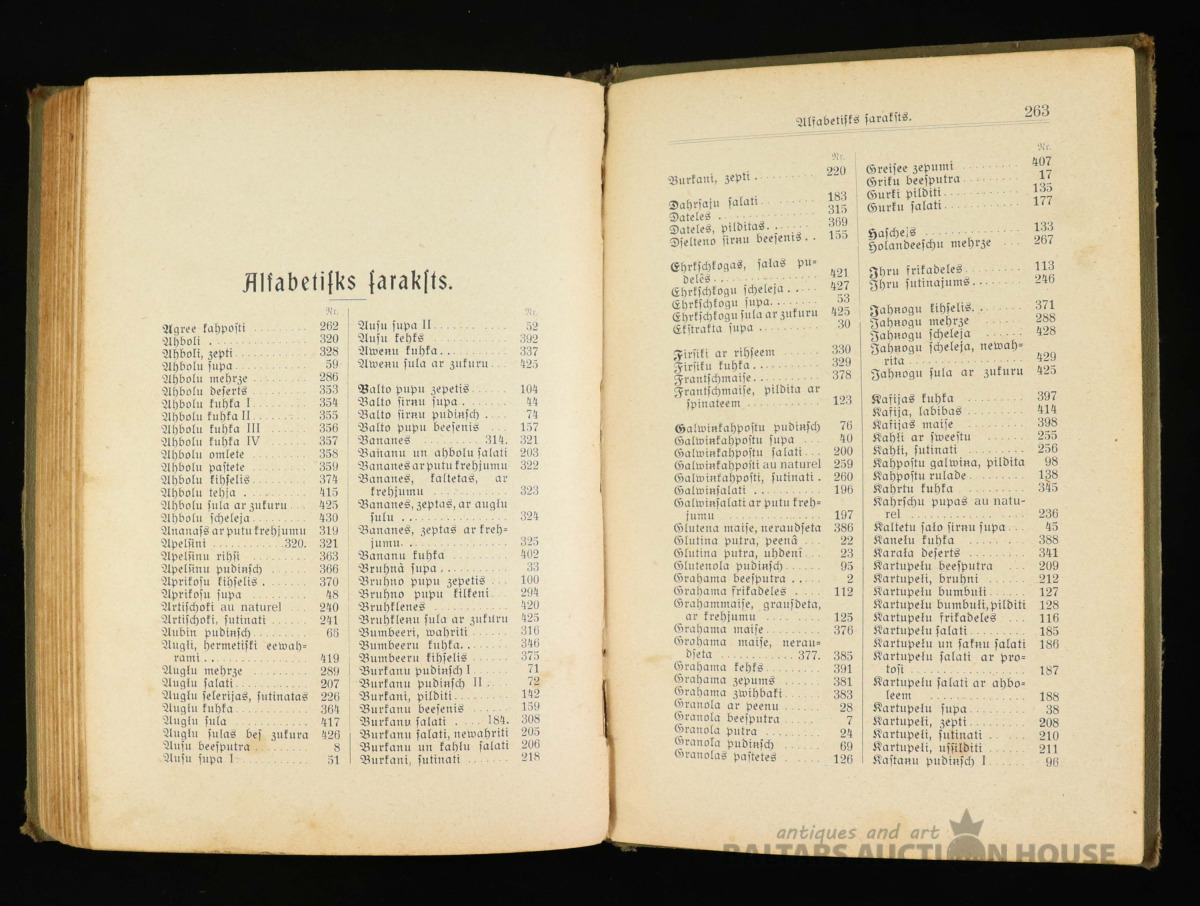 Alfabetiſks ſarakſts.
Nr.
Agree kahpoſti 262
Ahboli . 320
Ahboli, zepti 328
Ahbolu ſupa 59
Ahbolu mehrze 286
Ahbolu deſerts 353
Ahbolu kuhka I 354
Ahbolu kuhka II 355
Ahbolu kuhka III 356
Ahbolu kuhka IV 357
Ahbolu omlete 358
Ahbolu paſtete 359
Ahbolu kihſelis 374
Ahbolu tehja . 415
Ahbolu ſula ar zukuru 425
Ahbolu ſcheleja 430
Ananaſs ar putu krehjumu 319
Apelſini 320. 321
Apelſinu rihſi 363
Apelſinu pudinſch 366
Aprikoſu kihſelis . 370
Aprikoſu ſupa 48
Artiſchoki au naturel 240
Artiſchoki, ſutinati 241
Aubin pudinſch 66
Augli, hermetiſki eewah=
rami . . 419
Auglu mehrze 289
Auglu ſalati 207
Auglu ſelerijas, ſutinatas 226
Auglu kuhka 364
Auglu ſula 417
Auglu ſulas beſ zukura 426
Auſu beeſputra 8
Auſu ſupa I 51
Nr.
Auſu ſupa II 52
Auſu kehks 392
Awenu kuhka . . 337
Awenu ſula ar zukuru 425
Balto pupu zepetis 104
Balto ſirnu ſupa . 44
Balto ſirnu pudinſch 74
Balto pupu beeſenis 157
Bananes 314. 321
Bananu un ahbolu ſalati 203
Bananes ar putu krehjumu 322
Bananes, kaltetas, ar
krehjumu 323
Bananes, zeptas, ar auglu
ſulu . . 324
Bananes, zeptas ar kreh=
jumu. 325
Bananu kuhka 402
Bruhnâ ſupa . 33
Bruhno pupu zepetis 100
Bruhno pupu kilkeni 294
Bruhklenes 420
Bruhklenu ſula ar zukuru 425
Bumbeeri, wahriti 316
Bumbeeru kuhka. . 346
Bumbeeru kihſelis 375
Burkanu pudinſch I 71
Burkanu pudinſch II . 72
Burkani, pilditi 142
Burkanu beeſenis 159
Burkanu ſalati . 184. 308
Burkanu ſalati, newahriti 205
Burkanu un kahlu ſalati 206
Burkani, ſutinati 218
Alfabetiſks ſarakſts. 263
Nr.
Burkani, zepti . 220
Dahrſaju ſalati 183
Dateles . 315
Dateles, pilditas. . 369
Dſelteno ſirnu beeſenis . . 155
Ehrkſchkogas, ſalas pu=
delês 421
Ehrkſchkogu ſcheleja . . 427
Ehrkſchkogu ſupa. 53
Ehrkſchkogu ſula ar zukuru 425
Ekſtrakta ſupa 30
Firſiki ar rihſeem 330
Firſiku kuhka 329
Frantſchmaiſe 378
Frantſchmaiſe, pildita ar
ſpinateem 123
Galwinkahpoſtu pudinſch 76
Galwinkahpoſtu ſupa 40
Galwinkahpoſtu ſalati 200
Galwinkahpoſti au naturel 259
Galwinkahpoſti, ſutinati . 260
Galwinſalati . 196
Galwinſalati ar putu kreh=
jumu 197
Glutena maiſe, neraudſeta 386
Glutina putra, peenâ 22
Glutina putra, uhdenî 23
Glutenola pudinſch 95
Grahama beeſputra . . 2
Grahama frikadeles 112
Grahammaiſe, grauſdeta,
ar krehjumu 125
Grahama maiſe 376
Grahama maiſe, nerau=
dſeta 377. 385
Grahama kehks 391
Grahama zepums 381
Grahama zwihbaki 383
Granola ar peenu 28
Granola beeſputra 7
Granola putra 24
Granola pudinſch 69
Granolas paſtetes 126
Nr.
Greiſee zepumi 407
Griku beeſputra 17
Gurki pilditi 135
Gurku ſalati 177
Haſchejs 133
Holandeeſchu mehrze 267
Jhru frikadeles 113
Jhru ſutinajums 246
Jahnogu kihſelis. . 371
Jahnogu mehrze 288
Jahnogu ſcheleja 428
Jahnogu ſcheleja, newah=
rita 429
Jahnogu ſula ar zukuru 425
Kafijas kuhka 397
Kafija, labibas 414
Kafijas maiſe 398
Kahli ar ſweeſtu 255
Kahli, ſutinati 256
Kahpoſtu galwina, pildita 98
Kahpoſtu rulade 138
Kahrtu kuhka 345
Kahrſchu pupas au natu=
rel 236
Kaltetu ſalo ſirnu ſupa 45
Kanelu kuhka 388
Karala deſerts 341
Kartupelu beeſputra 209
Kartupeli, bruhni 212
Kartupelu bumbuli 127
Kartupelu bumbuli, pilditi 128
Kartupelu frikadeles 116
Kartupelu ſalati 185
Kartupelu un ſaknu ſalati 186
Kartupelu ſalati ar pro=
toſi 187
Kartupelu ſalati ar ahbo=
leem 188
Kartupelu ſupa 38
Kartupeli, zepti 208
Kartupeli, ſutinati . 210
Kartupeli, uſſilditi 211
Kaſtanu pudinſch I 96
antiques and art
BALTARS AUCTION HOUSE